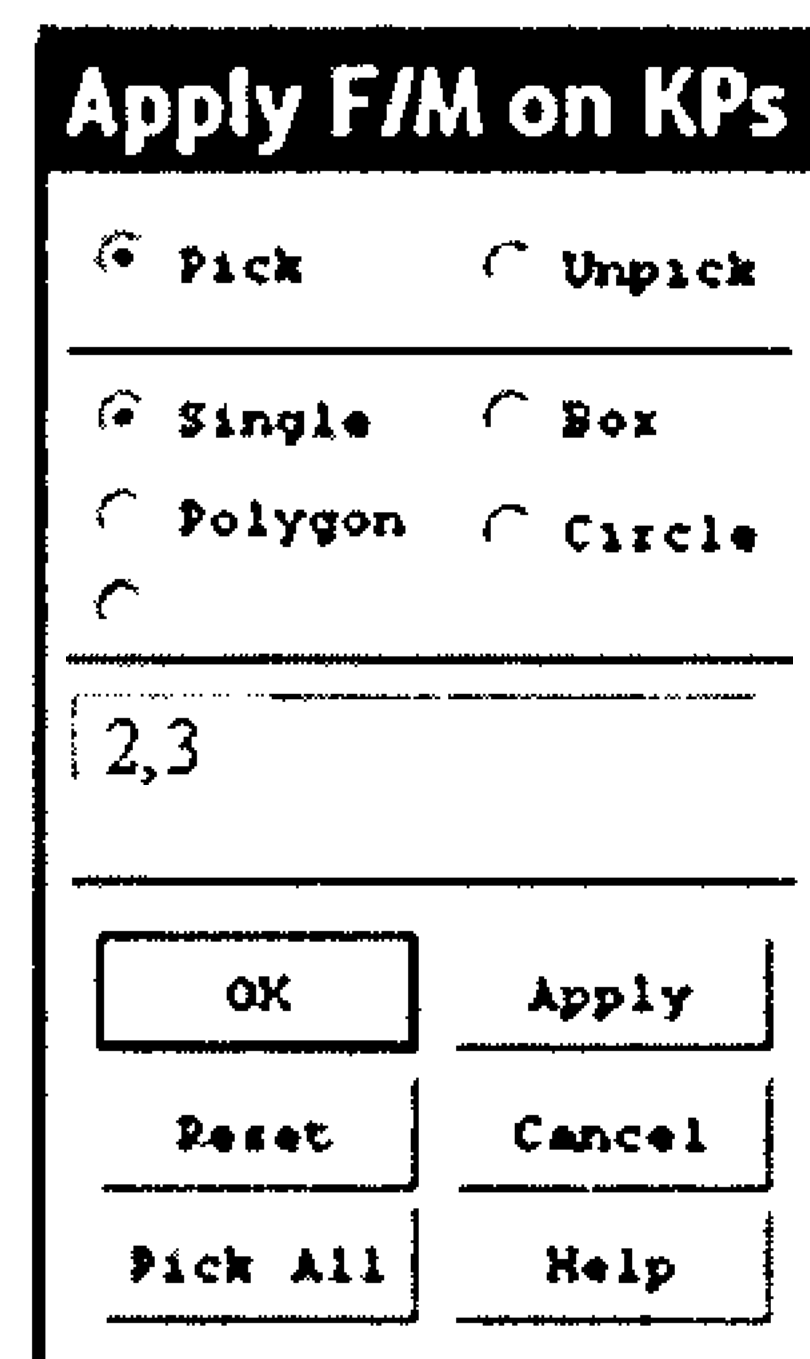 Apply F/M on KPs
Pick Unpick
Single Box
Polygon Circle
2,3
OK Apply
Reset Cancel
Pick All Help